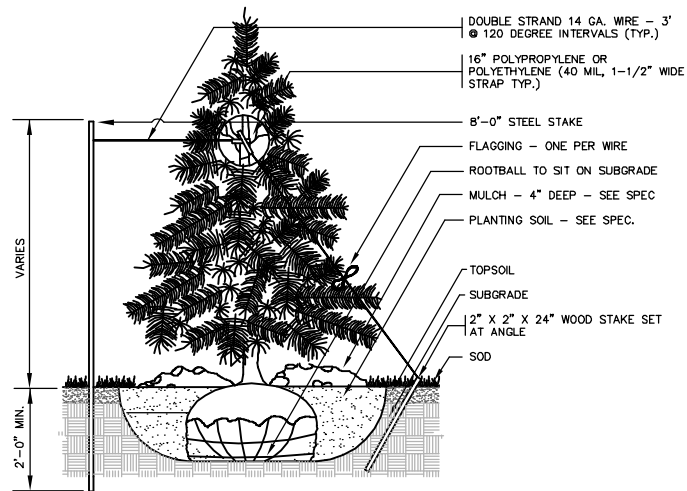 DOUBLE STRAND 14 GA. WIRE – 3'
@ 120 DEGREE INTERVALS (TYP.)
16" POLYPROPYLENE OR
POLYETHYLENE (40 MIL, 1-1/2" WIDE
STRAP TYP.)
8'-0" STEEL STAKE
FLAGGING – ONE PER WIRE
ROOTBALL TO SIT ON SUBGRADE
MULCH – 4" DEEP – SEE SPEC
PLANTING SOIL – SEE SPEC.
TOPSOIL
SUBGRADE
2" X 2" X 24" WOOD STAKE SET
AT ANGLE
SOD
VARIES
2'-0" MIN.